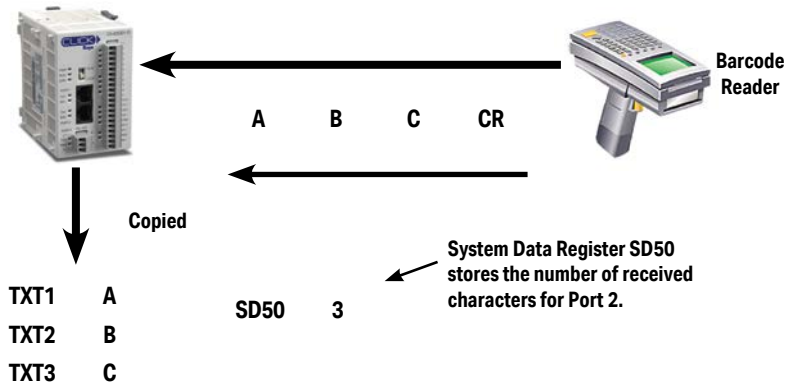 CLICK
Barcode
Reader
A B C CR
Copied
System Data Register SD50
stores the number of received
characters for Port 2.
TXT1 A
SD50 3
TXT2 B
TXT3 C